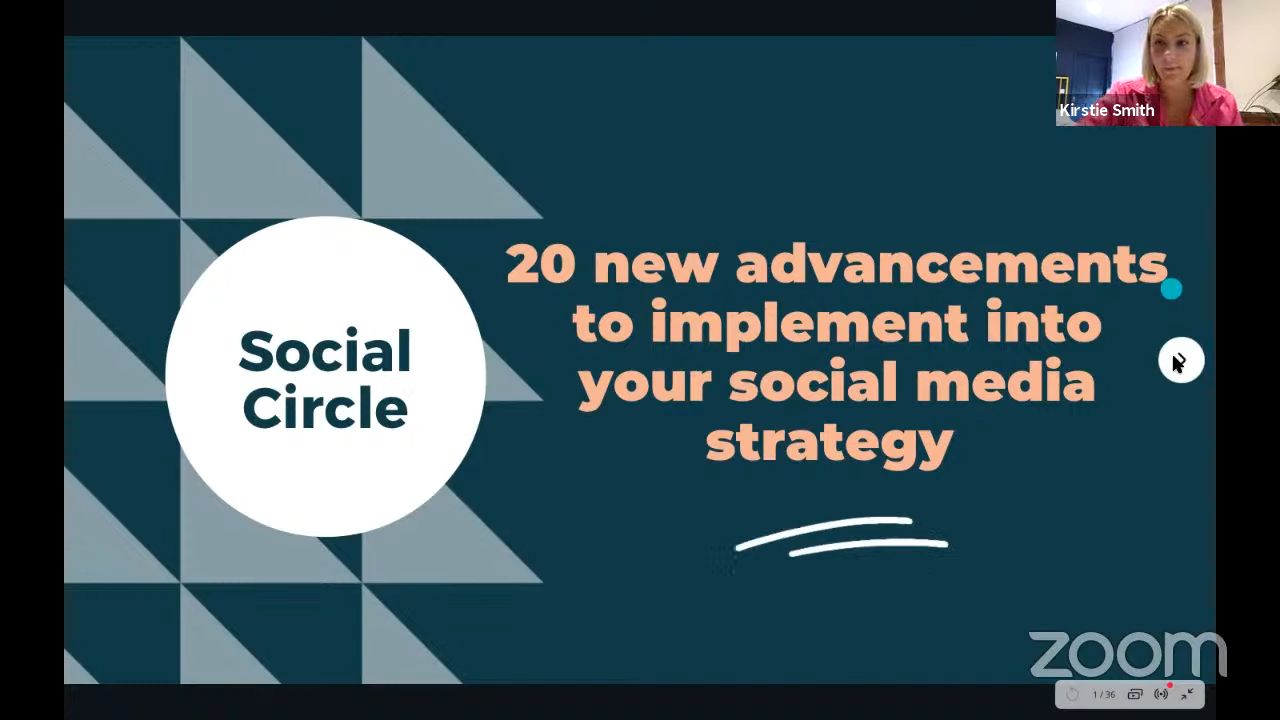 Kirstie Smith
Social
Circle
20 new advancements
to implement into
your social media
strategy
zoom
1 / 36